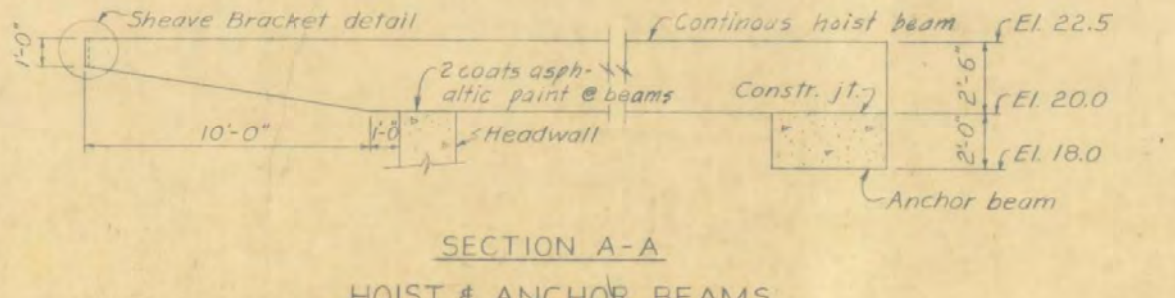 Sheave Bracket detail
Continous hoist beam
El. 22.5
1'-0"
2 coats asph-
altic paint @ beams
Constr. jt.
2'-6"
El. 20.0
10'-0"
1'-0"
Headwall
2'-0"
El. 18.0
Anchor beam
SECTION A-A
HOIST & ANCHOR BEAMS